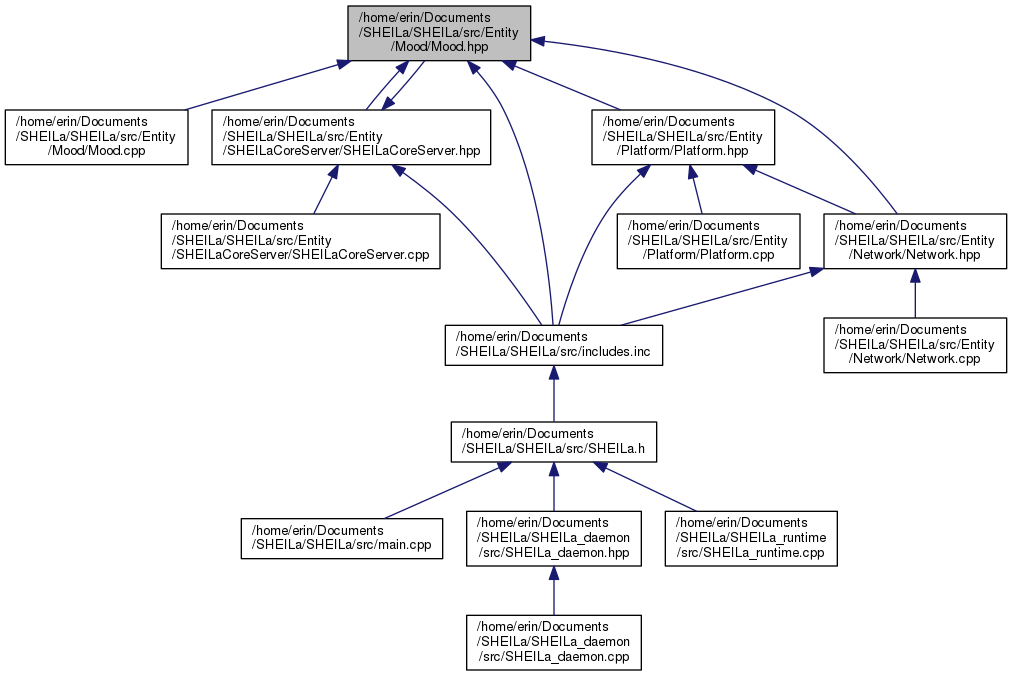 /home/erin/Documents
/SHEILa/SHEILa/src/Entity
/Mood/Mood.hpp
/home/erin/Documents
/SHEILa/SHEILa/src/Entity
/Mood/Mood.cpp
/home/erin/Documents
/SHEILa/SHEILa/src/Entity
/SHEILaCoreServer/SHEILaCoreServer.hpp
/home/erin/Documents
/SHEILa/SHEILa/src/Entity
/Platform/Platform.hpp
/home/erin/Documents
/SHEILa/SHEILa/src/Entity
/SHEILaCoreServer/SHEILaCoreServer.cpp
/home/erin/Documents
/SHEILa/SHEILa/src/Entity
/Platform/Platform.cpp
/home/erin/Documents
/SHEILa/SHEILa/src/Entity
/Network/Network.hpp
/home/erin/Documents
/SHEILa/SHEILa/src/includes.inc
/home/erin/Documents
/SHEILa/SHEILa/src/Entity
/Network/Network.cpp
/home/erin/Documents
/SHEILa/SHEILa/src/SHEILa.h
/home/erin/Documents
/SHEILa/SHEILa/src/main.cpp
/home/erin/Documents
/SHEILa/SHEILa_daemon
/src/SHEILa_daemon.hpp
/home/erin/Documents
/SHEILa/SHEILa_runtime
/src/SHEILa_runtime.cpp
/home/erin/Documents
/SHEILa/SHEILa_daemon
/src/SHEILa_daemon.cpp